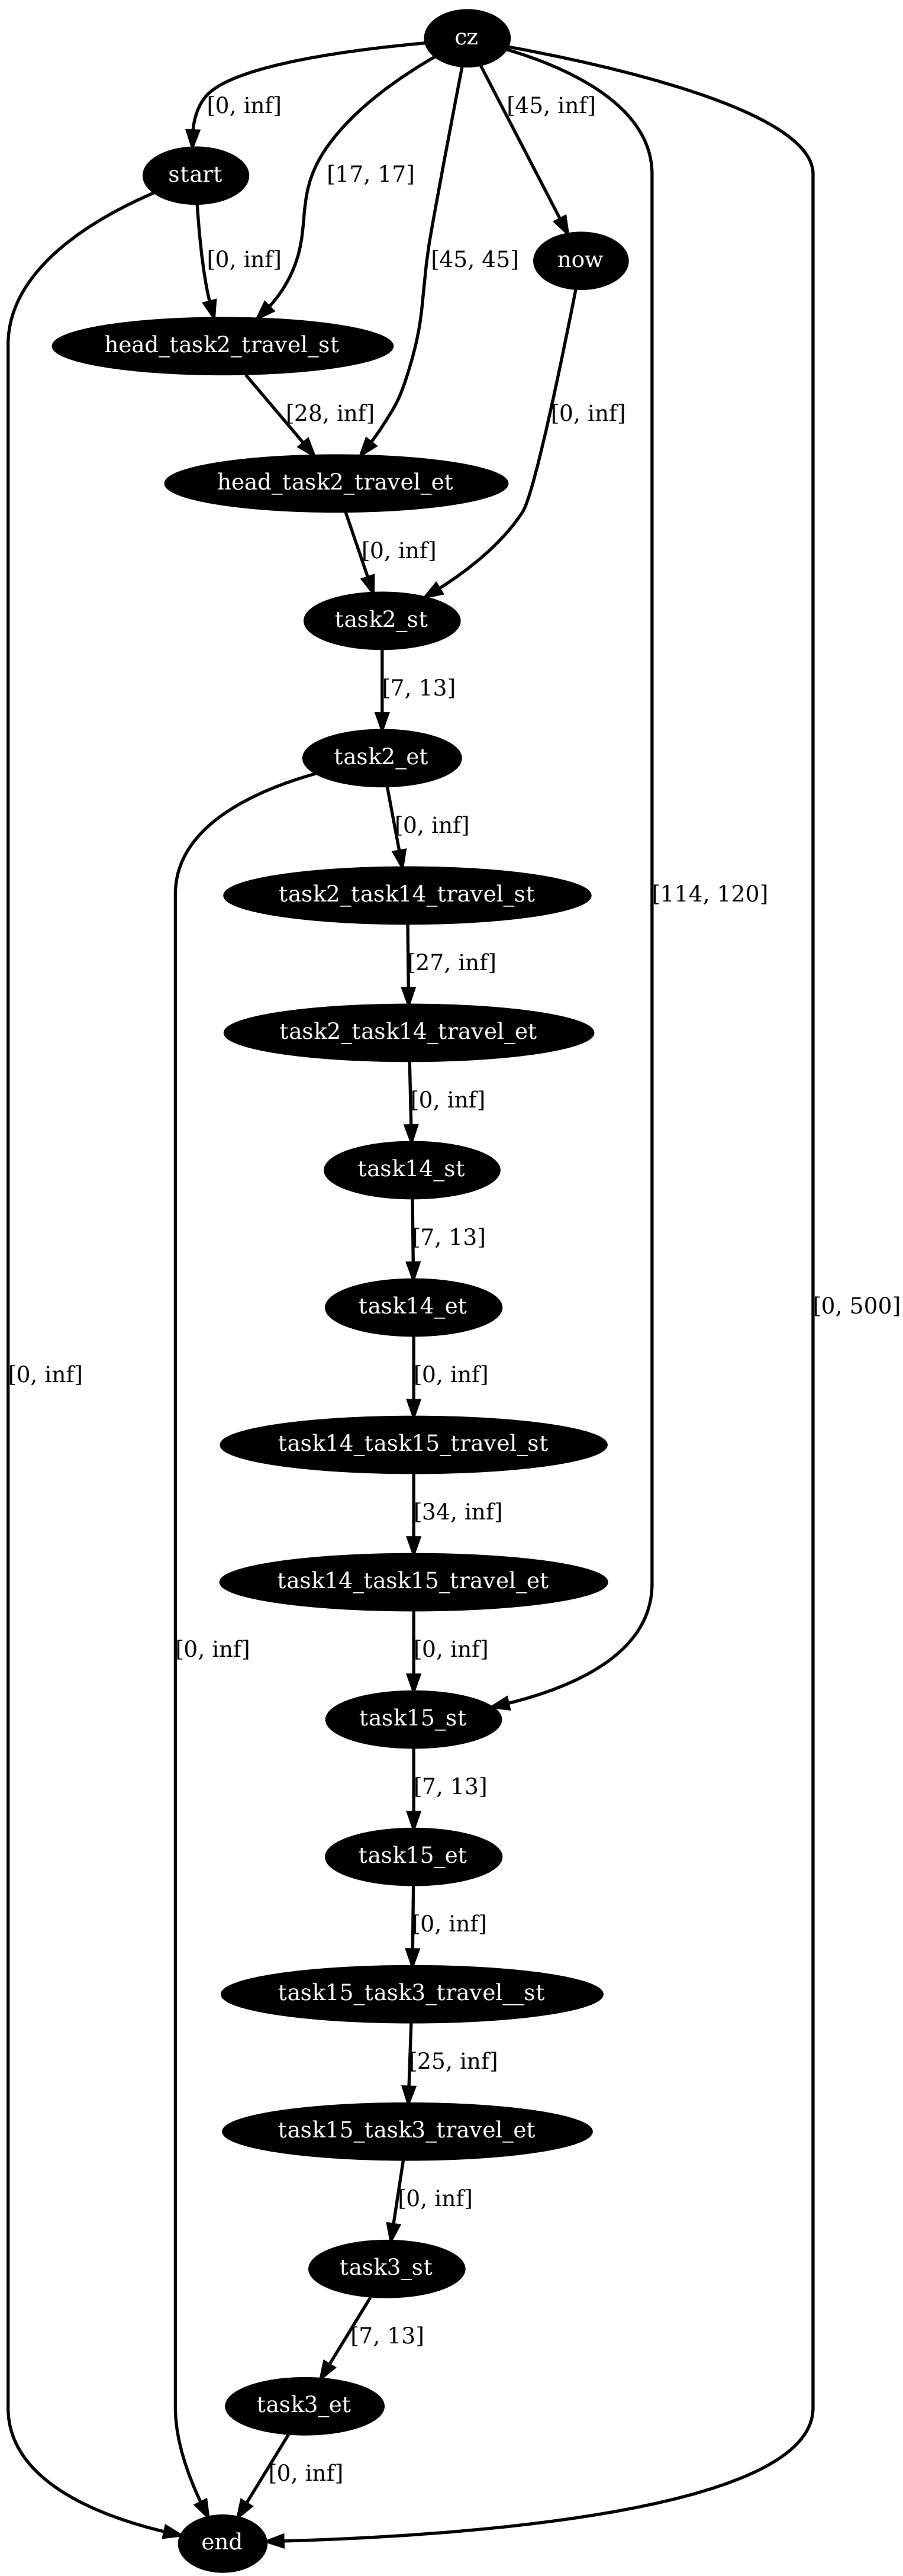 cz
[0, inf]
[45, inf]
start
[17, 17]
[0, inf]
[45, 45]
now
head_task2_travel_st
[28, inf]
[0, inf]
head_task2_travel_et
[0, inf]
task2_st
[7, 13]
task2_et
[0, inf]
task2_task14_travel_st
[114, 120]
[27, inf]
task2_task14_travel_et
[0, inf]
task14_st
[7, 13]
task14_et
[0, 500]
[0, inf]
[0, inf]
task14_task15_travel_st
[34, inf]
task14_task15_travel_et
[0, inf]
[0, inf]
task15_st
[7, 13]
task15_et
[0, inf]
task15_task3_travel__st
[25, inf]
task15_task3_travel_et
[0, inf]
task3_st
[7, 13]
task3_et
[0, inf]
end